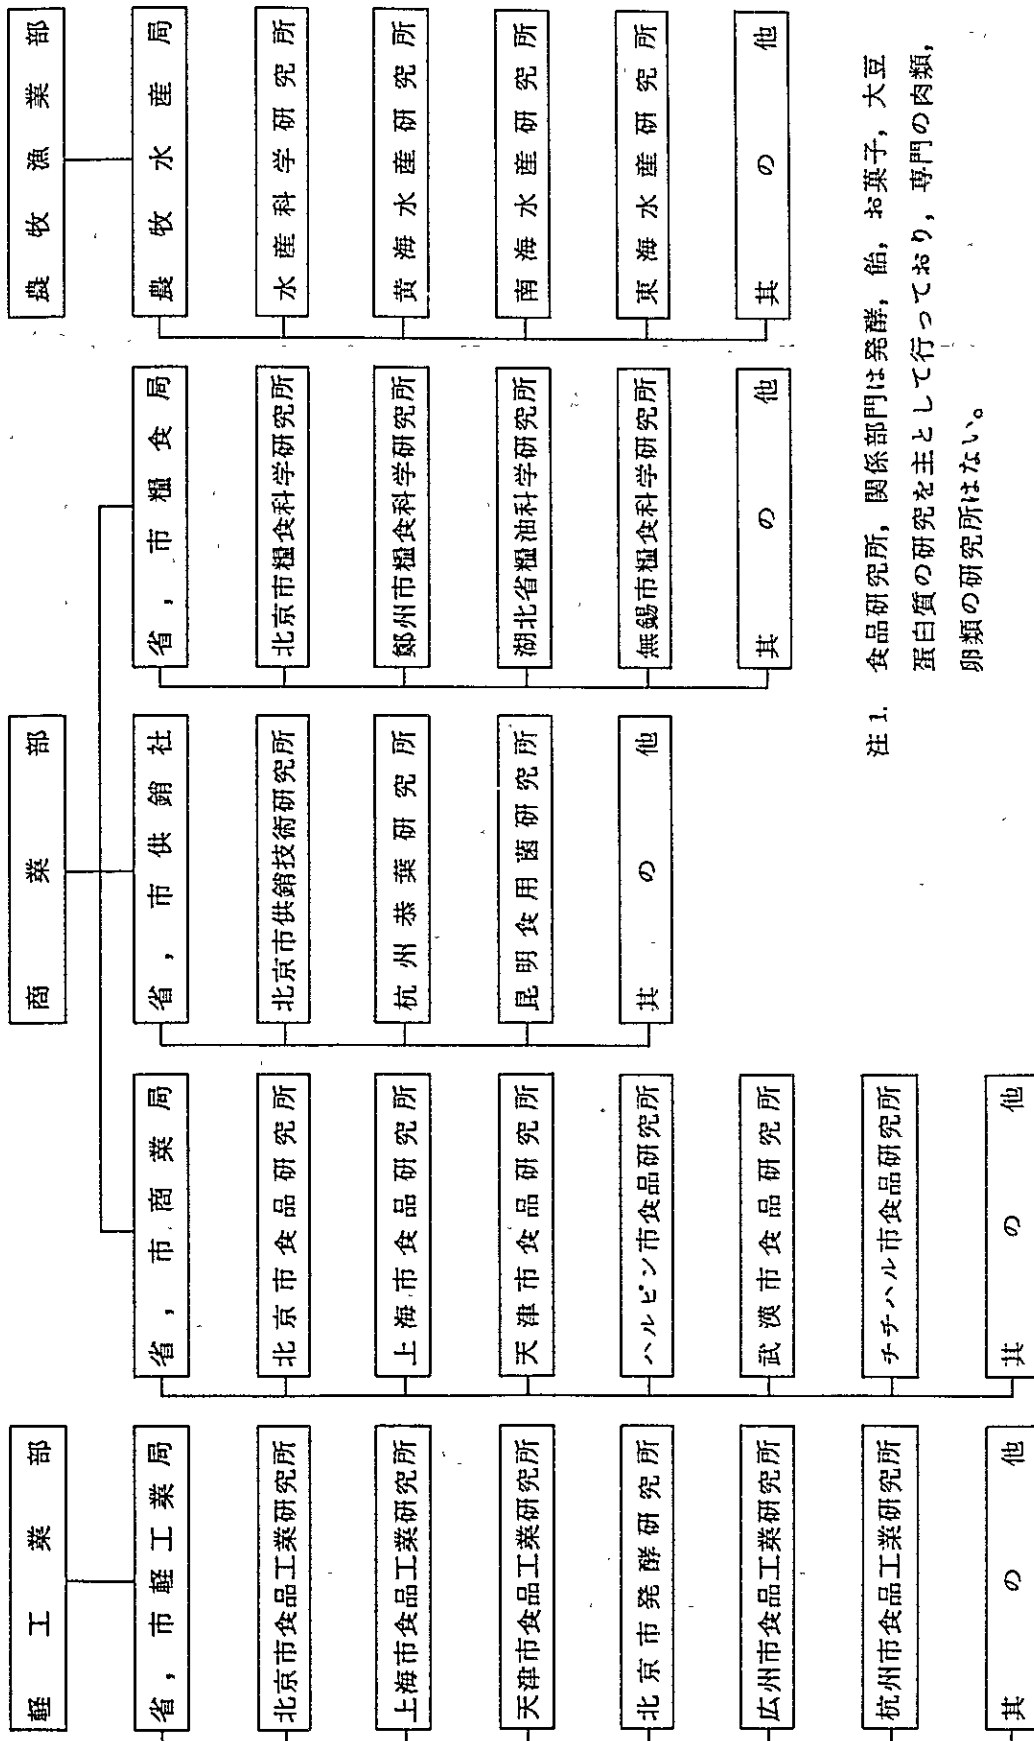 軽工業部
省，市軽工業局
北京市食品工業研究所
上海市食品工業研究所
天津市食品工業研究所
北京市発酵研究所
広州市食品工業研究所
杭州市食品工業研究所
其の他
商業部
省，市商業局
北京市食品研究所
上海市食品研究所
天津市食品研究所
ハルピン市食品研究所
武漢市食品研究所
チチハル市食品研究所
其の他
省，市供銷社
北京市供銷技術研究所
杭州恭葉研究所
昆明食用菌研究所
其の他
省，市糧食局
北京市糧食科学研究所
鄭州市糧食科学研究所
湖北省糧油科学研究所
無錫市糧食科学研究所
其の他
農牧漁業部
農牧水産局
水産科学研究所
黄海水産研究所
南海水産研究所
東海水産研究所
其の他
注1. 食品研究所，関係部門は発酵，飴，お菓子，大豆
蛋白質の研究を主として行っており，専門の肉類，
卵類の研究所はない。